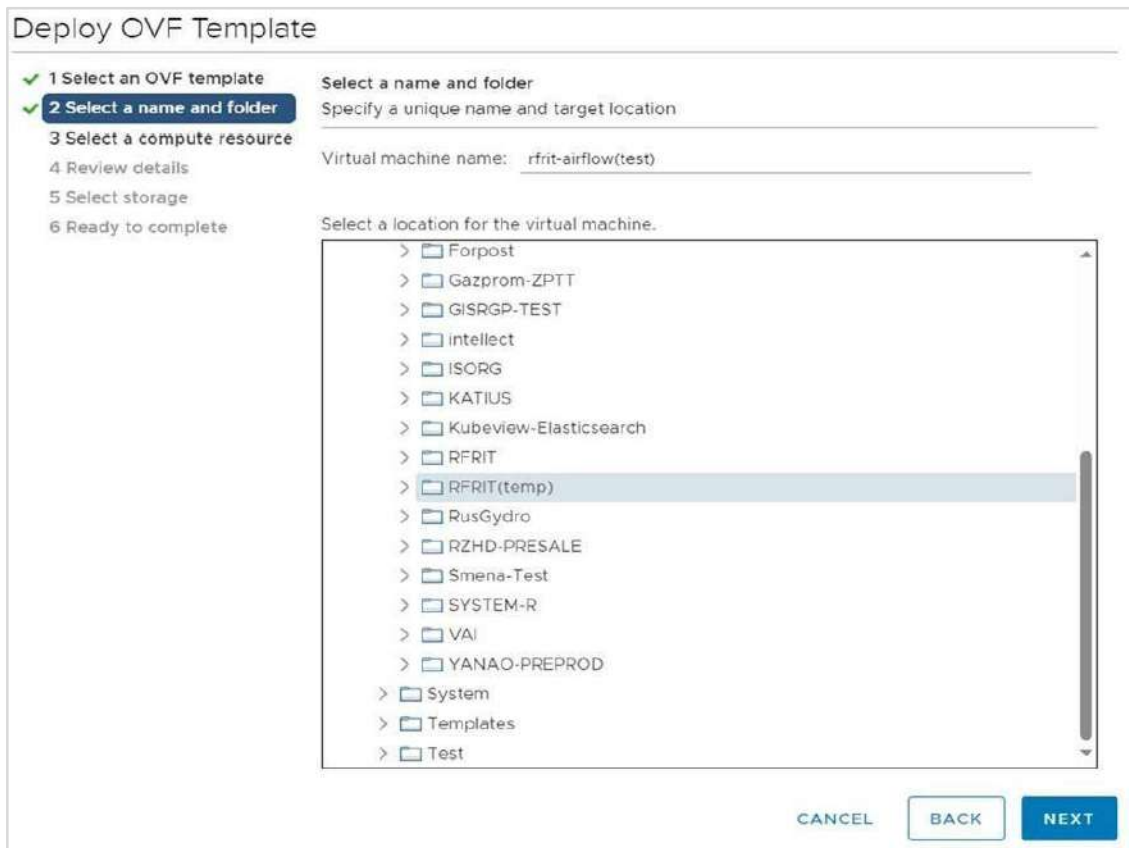 Deploy OVF Template
1 Select an OVF template
2 Select a name and folder
3 Select a compute resource
4 Review details
5 Select storage
6 Ready to complete
Select a name and folder
Specify a unique name and target location
Virtual machine name: rfrit-airflow(test)
Select a location for the virtual machine.
Forpost
Gazprom-ZPTT
GISRGP-TEST
intellect
ISORG
KATIUS
Kubeview-Elasticsearch
RFRIT
RFRIT(temp)
RusGydro
RZHD-PRESALE
Smena-Test
SYSTEM-R
VAI
YANAO-PREPROD
System
Templates
Test
CANCEL BACK NEXT